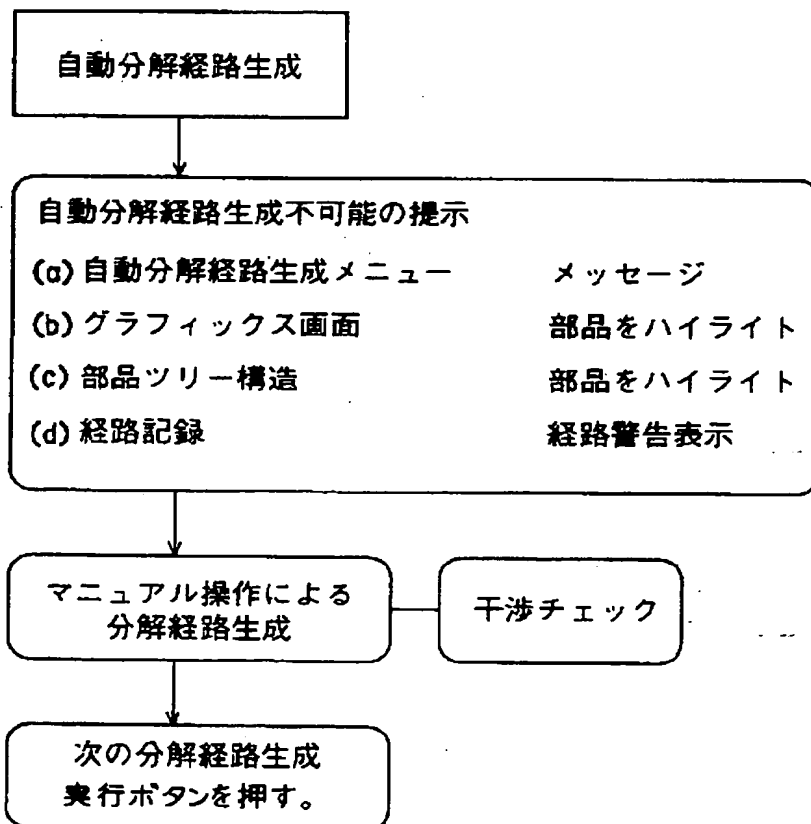 自動分解経路生成
自動分解経路生成不可能の提示
(a) 自動分解経路生成メニュー メッセージ
(b) グラフィックス画面 部品をハイライト
(c) 部品ツリー構造 部品をハイライト
(d) 経路記録 経路警告表示
マニュアル操作による
分解経路生成
干渉チェック
次の分解経路生成
実行ボタンを押す。